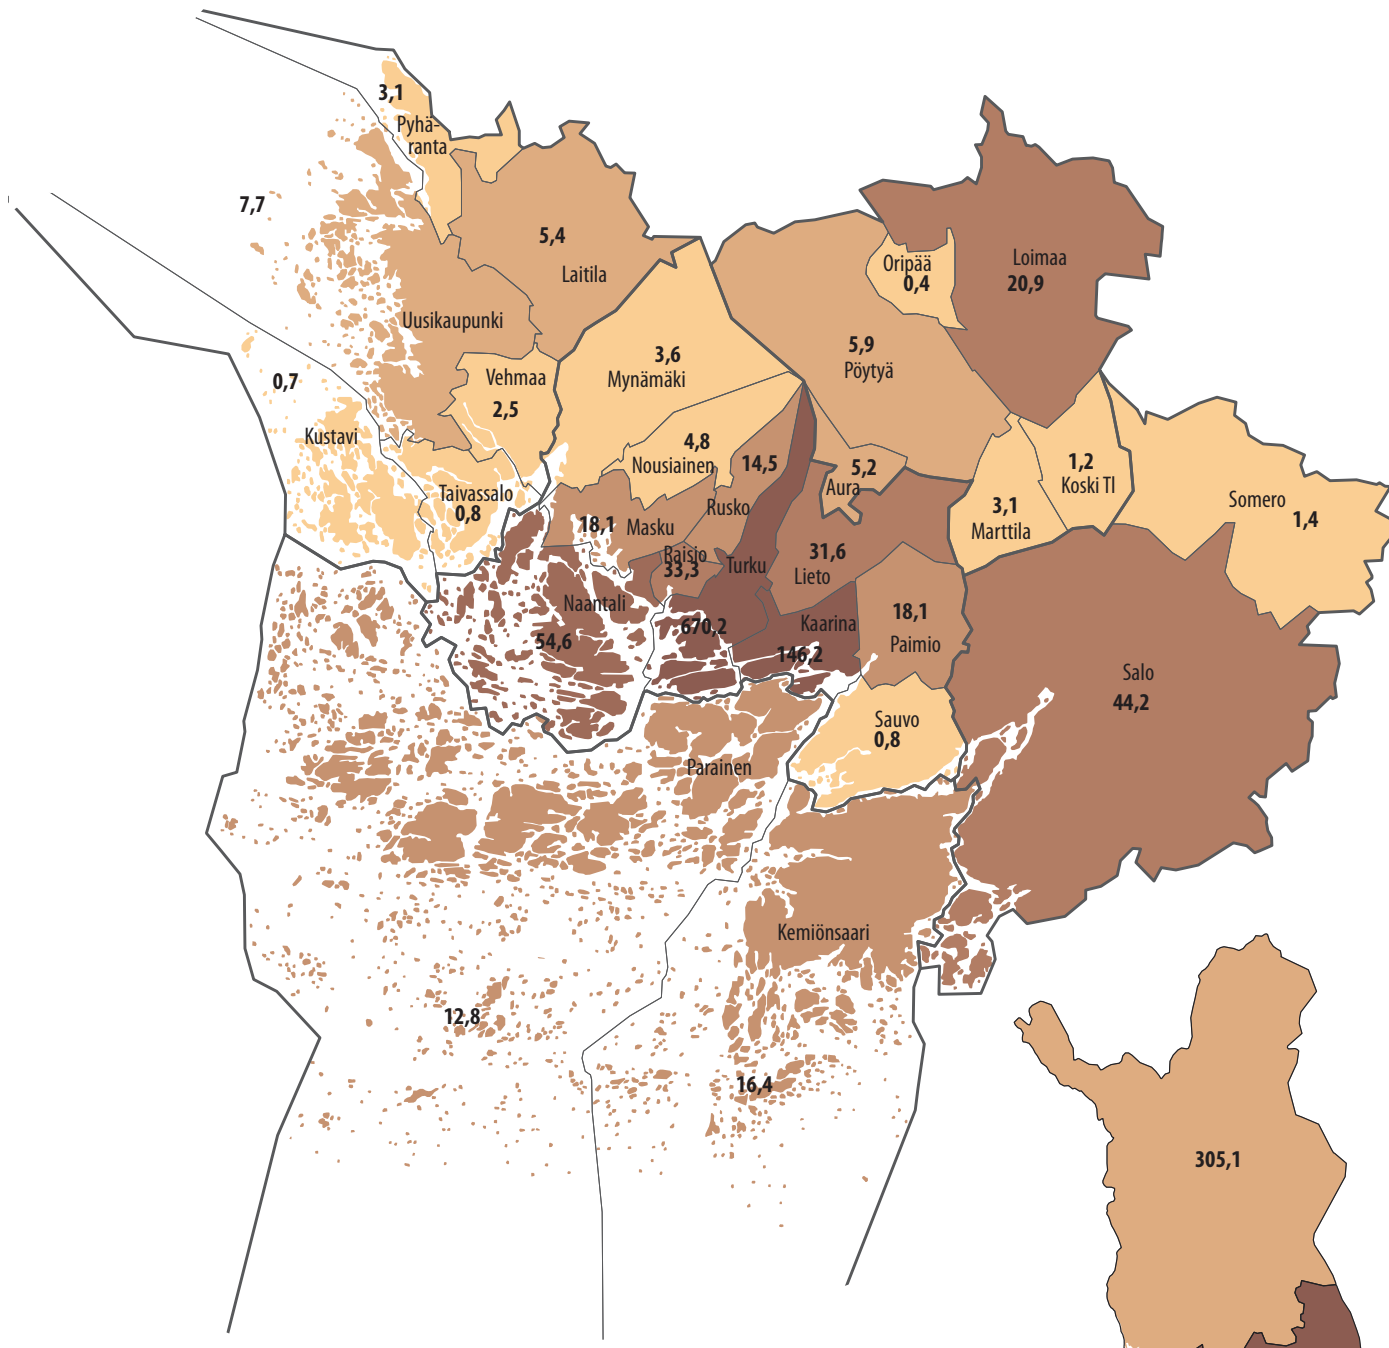 3,1
Pyhä-
ranta
7,7
5,4
Laitila
Uusikaupunki
Oripää
0,4
Loimaa
20,9
0,7
Kustavi
Vehmaa
2,5
3,6
Mynämäki
5,9
Pöytyä
4,8
Nousiainen
14,5
Rusko
5,2
Aura
1,2
Koski Tl
3,1
Marttila
Somero
1,4
Taivassalo
0,8
18,1
Masku
Raisio
33,3
Turku
31,6
Lieto
Naantali
54,6
670,2
Kaarina
146,2
18,1
Paimio
Salo
44,2
Sauvo
0,8
Parainen
Kemiönsaari
12,8
16,4
305,1